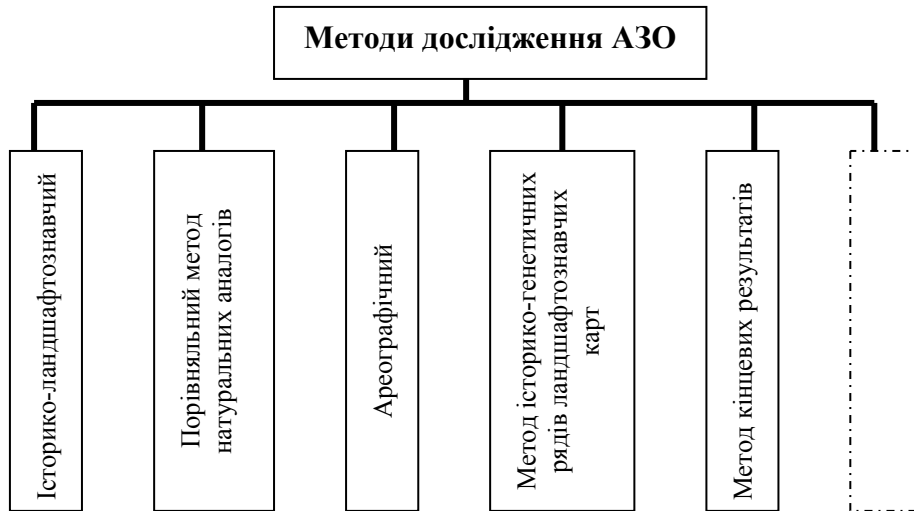 Методи дослідження АЗО
Історико-ландшафтознавчий
Порівняльний метод
натуральних аналогів
Ареографічний
Метод історико-генетичних
рядів ландшафтознавчих
карт
Метод кінцевих результатів